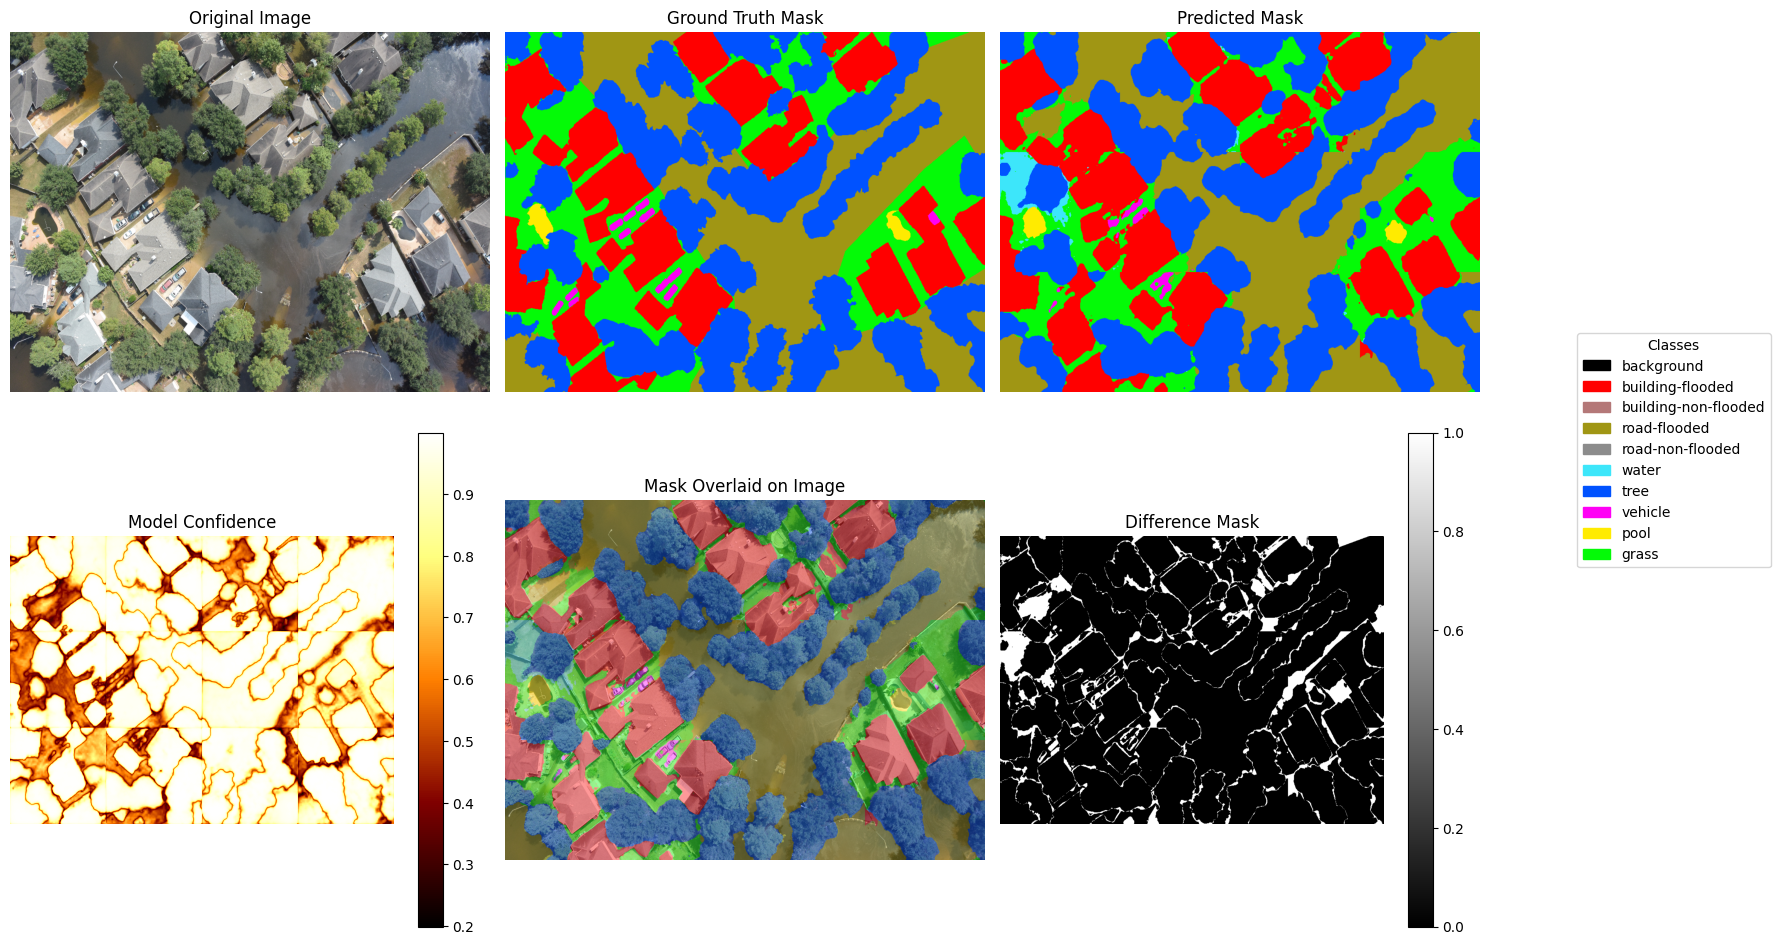 Original Image
Ground Truth Mask
Predicted Mask
Classes
background
building-flooded
building-non-flooded
road-flooded
road-non-flooded
water
tree
vehicle
pool
grass
Model Confidence
0.9
0.8
0.7
0.6
0.5
0.4
0.3
0.2
Mask Overlaid on Image
Difference Mask
1.0
0.8
0.6
0.4
0.2
0.0